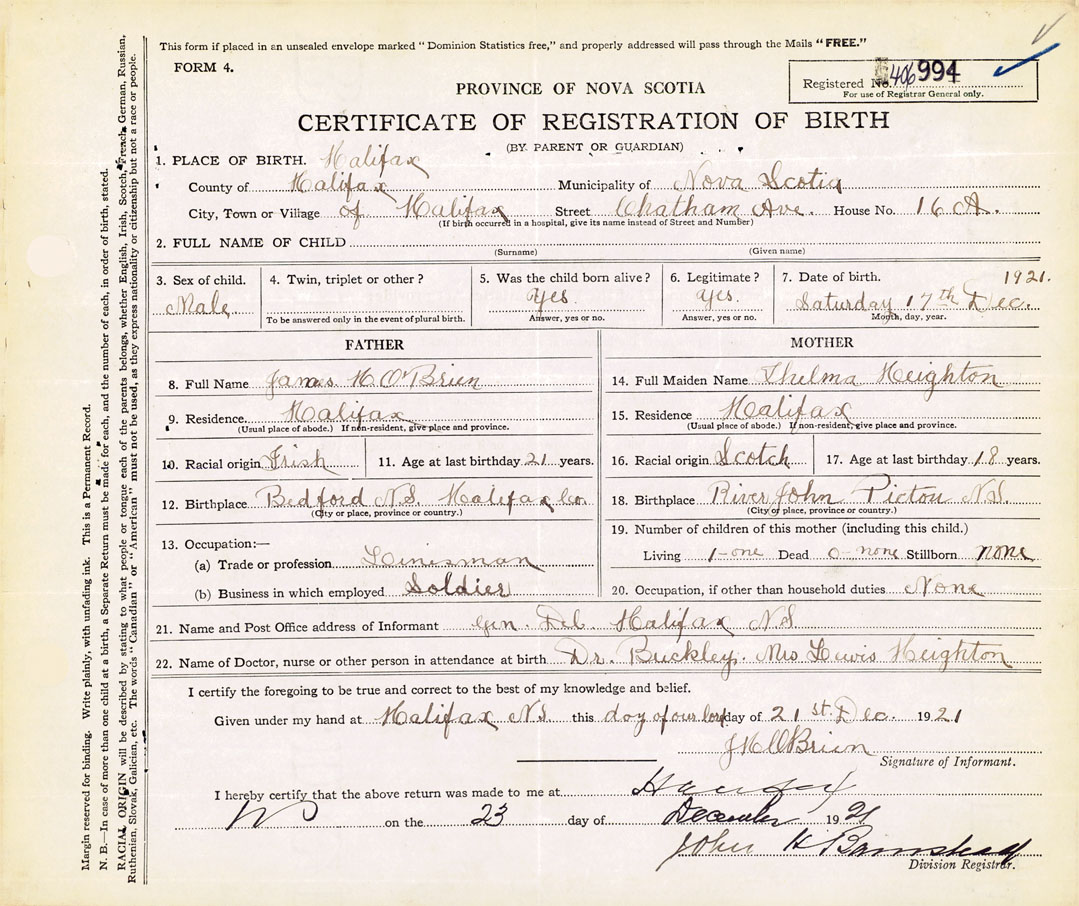 This form if placed in an unsealed envelope marked "Dominion Statistics free," and properly addressed will pass through the Mails "FREE."
FORM 4.
Registered No. 406 994
For use of Registrar General only.
PROVINCE OF NOVA SCOTIA
CERTIFICATE OF REGISTRATION OF BIRTH
(BY PARENT OR GUARDIAN)
1. PLACE OF BIRTH. Halifax
County of Halifax Municipality of Nova Scotia
City, Town or Village of Halifax Street Chatham Ave. House No. 16 A.
(If birth occurred in a hospital, give its name instead of Street and Number)
2. FULL NAME OF CHILD
(Surname) (Given name)
3. Sex of child. 4. Twin, triplet or other? 5. Was the child born alive? 6. Legitimate? 7. Date of birth. 1921.
Male Yes. Yes. Saturday 17th Dec.
To be answered only in the event of plural birth. Answer, yes or no. Answer, yes or no. Month, day, year.
FATHER
8. Full Name James H. O'Brien
9. Residence Halifax
(Usual place of abode.) If non-resident, give place and province.
10. Racial origin Irish 11. Age at last birthday 21 years.
12. Birthplace Bedford N.S. Halifax Co
(City or place, province or country.)
13. Occupation:—
(a) Trade or profession Linesman
(b) Business in which employed Soldier
MOTHER
14. Full Maiden Name Thelma Heighton
15. Residence Halifax
(Usual place of abode.) If non-resident, give place and province.
16. Racial origin Scotch 17. Age at last birthday 18 years.
18. Birthplace River John Pictou N.S.
(City or place, province or country.)
19. Number of children of this mother (including this child.)
Living 1-one Dead 0-none Stillborn none
20. Occupation, if other than household duties None
21. Name and Post Office address of Informant Gen. Del. Halifax N.S
22. Name of Doctor, nurse or other person in attendance at birth Dr. Buckley. Mrs Lewis Heighton
I certify the foregoing to be true and correct to the best of my knowledge and belief.
Given under my hand at Halifax N.S. this day of our lord day of 21st Dec. 1921
J H O'Brien
Signature of Informant.
I hereby certify that the above return was made to me at Halifax
NS on the 23 day of December 1921
John H Barnstead
Division Registrar.
Margin reserved for binding. Write plainly, with unfading ink. This is a Permanent Record.
N. B.—In case of more than one child at a birth, a Separate Return must be made for each, and the number of each, in order of birth, stated.
RACIAL ORIGIN will be described by stating to what people or tongue each of the parents belongs, whether English, Irish, Scotch, French, German, Russian,
Ruthenian, Slovak, Galician, etc. The words "Canadian" or "American" must not be used, as they express nationality or citizenship but not a race or people.